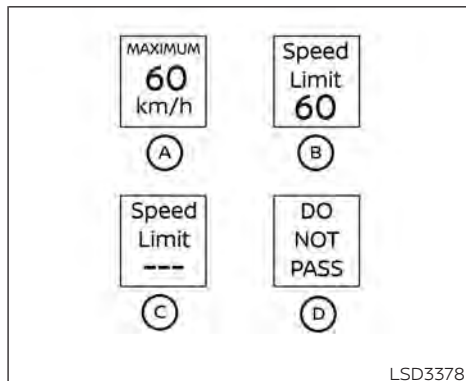 MAXIMUM
60
km/h
A
Speed
Limit
60
B
Speed
Limit
---
C
DO
NOT
PASS
D
LSD3378